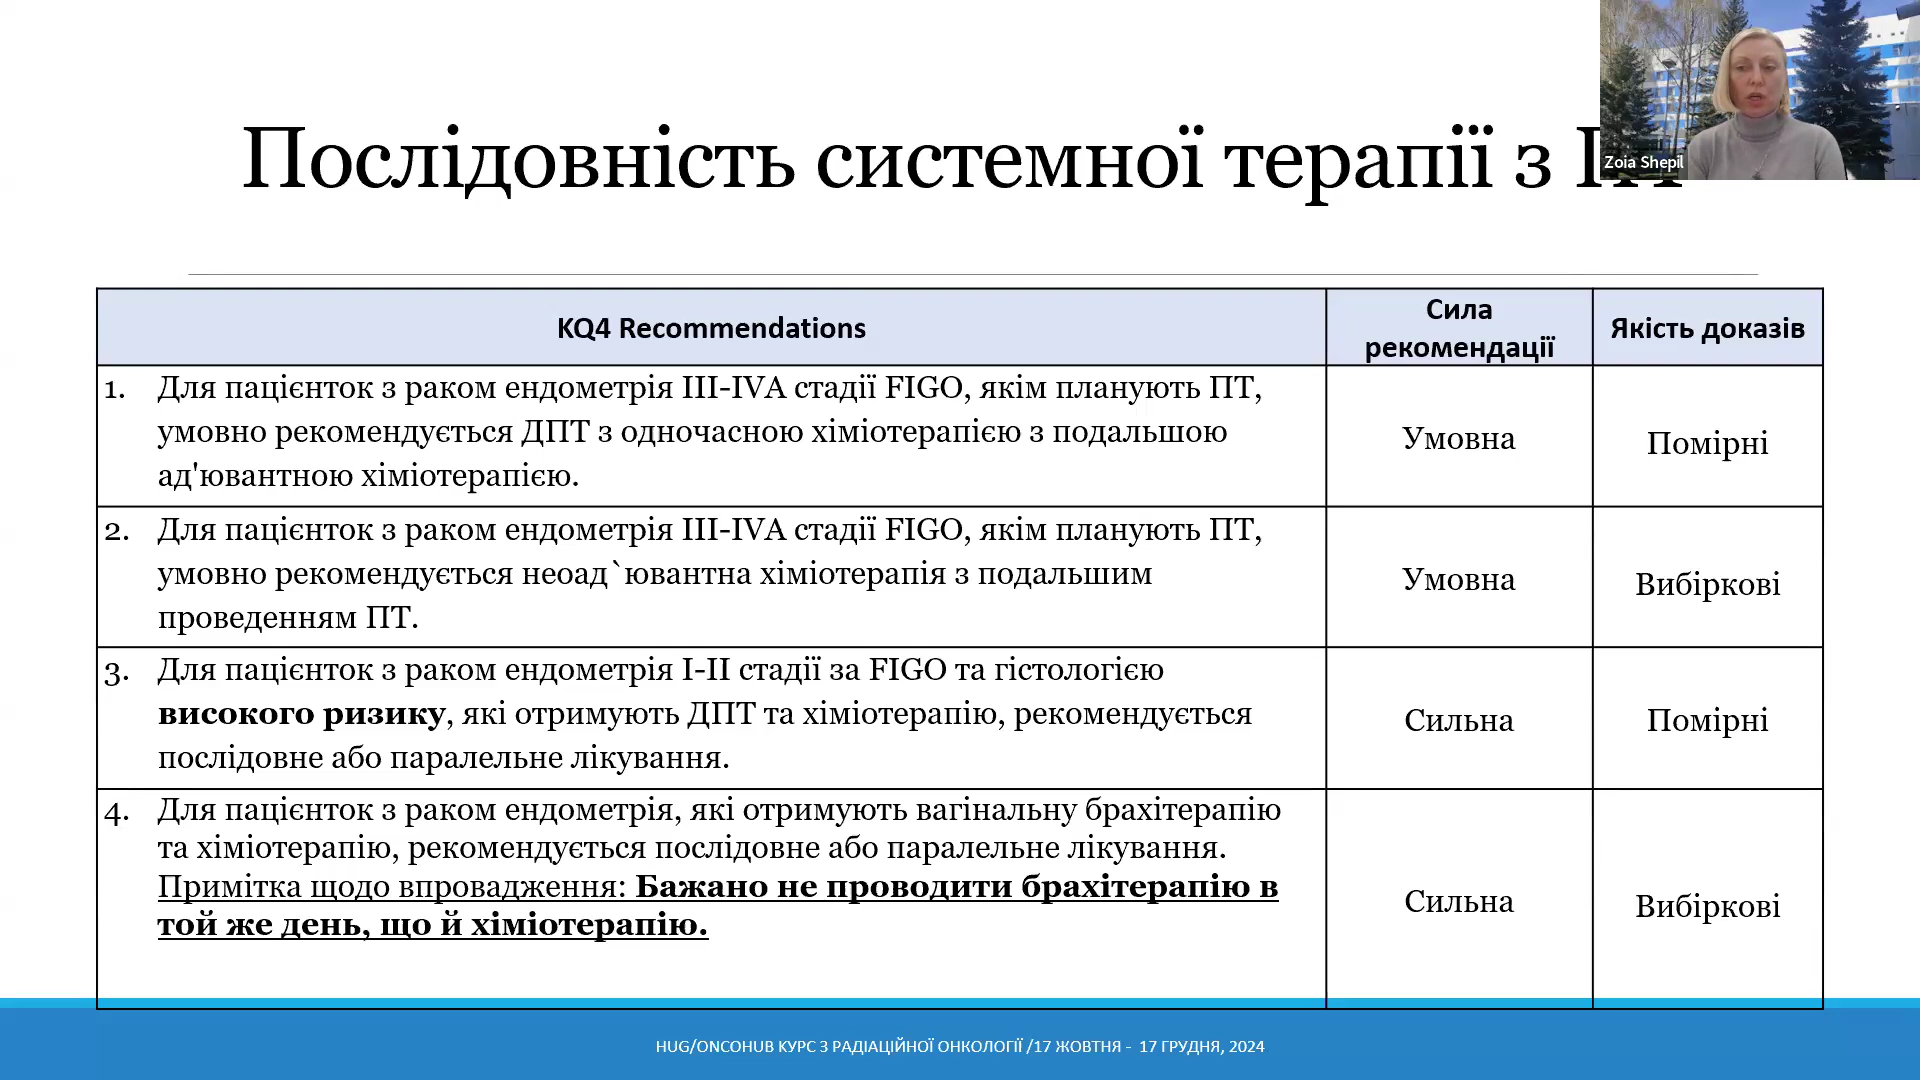 Послідовність системної терапії з
Zoia Shepil
KQ4 Recommendations
Сила
рекомендації
Якість доказів
1. Для пацієнток з раком ендометрія III-IVA стадії FIGO, якім планують ПТ,
умовно рекомендується ДПТ з одночасною хіміотерапією з подальшою
ад'ювантною хіміотерапією.
Умовна
Помірні
2. Для пацієнток з раком ендометрія III-IVA стадії FIGO, якім планують ПТ,
умовно рекомендується неоад`ювантна хіміотерапія з подальшим
проведенням ПТ.
Умовна
Вибіркові
3. Для пацієнток з раком ендометрія I-II стадії за FIGO та гістологією
високого ризику, які отримують ДПТ та хіміотерапію, рекомендується
послідовне або паралельне лікування.
Сильна
Помірні
4. Для пацієнток з раком ендометрія, які отримують вагінальну брахітерапію
та хіміотерапію, рекомендується послідовне або паралельне лікування.
Примітка щодо впровадження: Бажано не проводити брахітерапію в
той же день, що й хіміотерапію.
Сильна
Вибіркові
HUG/ONCOHUB КУРС З РАДІАЦІЙНОЇ ОНКОЛОГІЇ /17 ЖОВТНЯ - 17 ГРУДНЯ, 2024